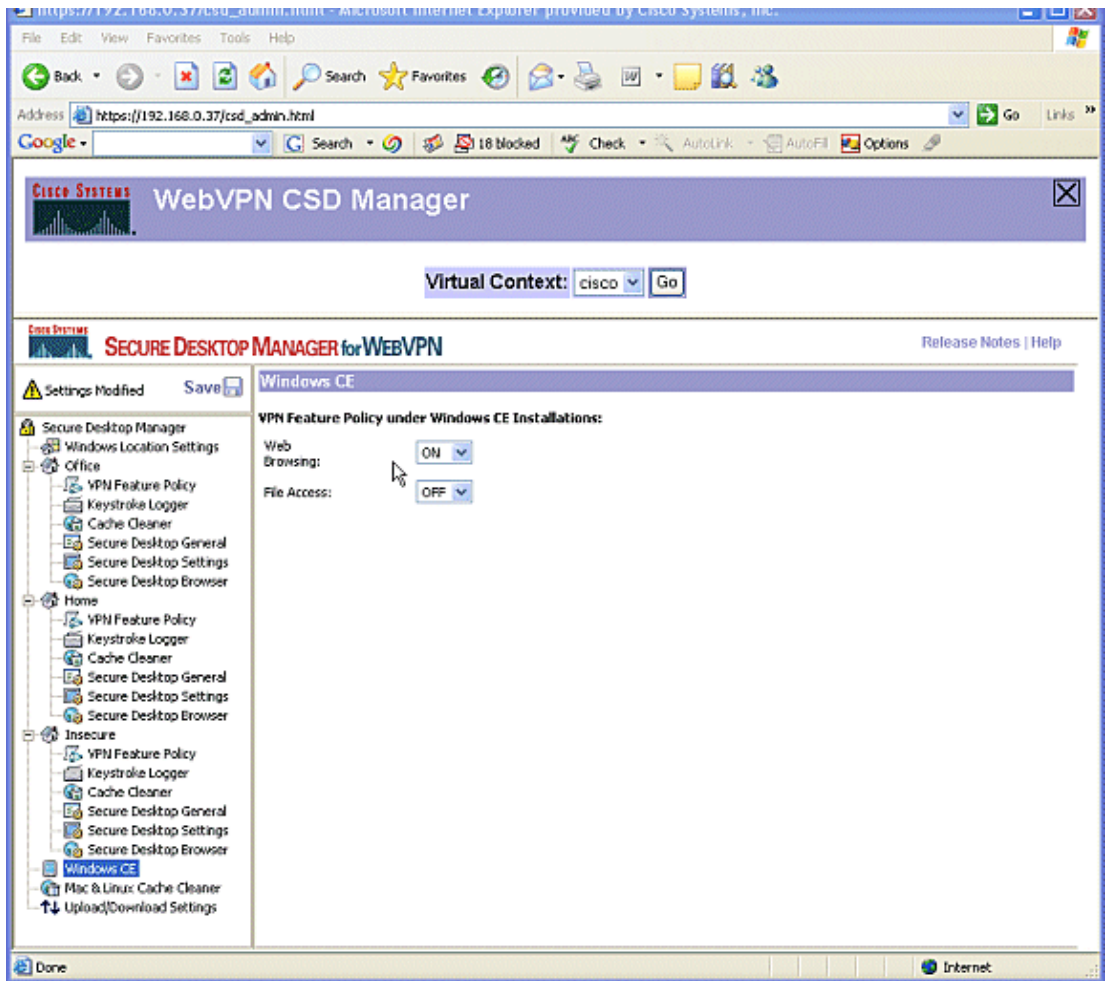 https://192.168.0.37/csd_admin.html - Microsoft Internet Explorer provided by Cisco Systems, Inc.
File Edit View Favorites Tools Help
Back Search Favorites
Address https://192.168.0.37/csd_admin.html Go Links »
Google Search 18 blocked Check AutoLink AutoFill Options
CISCO SYSTEMS WebVPN CSD Manager
Virtual Context: cisco Go
CISCO SYSTEMS SECURE DESKTOP MANAGER for WEBVPN Release Notes | Help
Settings Modified Save
Secure Desktop Manager
Windows Location Settings
Office
VPN Feature Policy
Keystroke Logger
Cache Cleaner
Secure Desktop General
Secure Desktop Settings
Secure Desktop Browser
Home
VPN Feature Policy
Keystroke Logger
Cache Cleaner
Secure Desktop General
Secure Desktop Settings
Secure Desktop Browser
Insecure
VPN Feature Policy
Keystroke Logger
Cache Cleaner
Secure Desktop General
Secure Desktop Settings
Secure Desktop Browser
Windows CE
Mac & Linux Cache Cleaner
Upload/Download Settings
Windows CE
VPN Feature Policy under Windows CE Installations:
Web
Browsing: ON
File Access: OFF
Done Internet